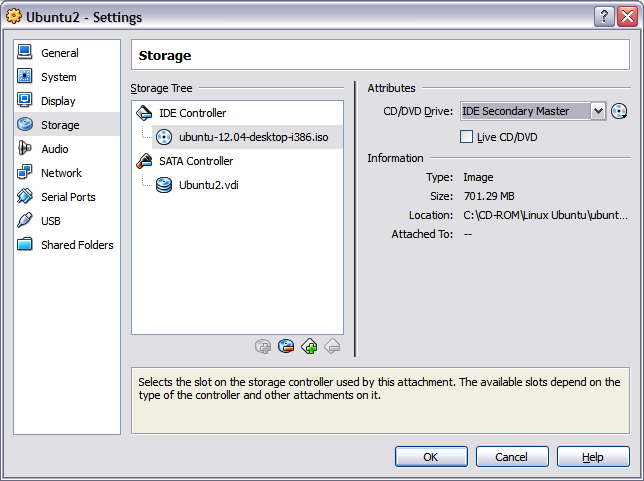 Ubuntu2 - Settings
General
System
Display
Storage
Audio
Network
Serial Ports
USB
Shared Folders
Storage
Storage Tree
IDE Controller
ubuntu-12.04-desktop-i386.iso
SATA Controller
Ubuntu2.vdi
Attributes
CD/DVD Drive: IDE Secondary Master
Live CD/DVD
Information
Type: Image
Size: 701.29 MB
Location: C:\CD-ROM\Linux Ubuntu\ubunt...
Attached To: --
Selects the slot on the storage controller used by this attachment. The available slots depend on the
type of the controller and other attachments on it.
OK Cancel Help